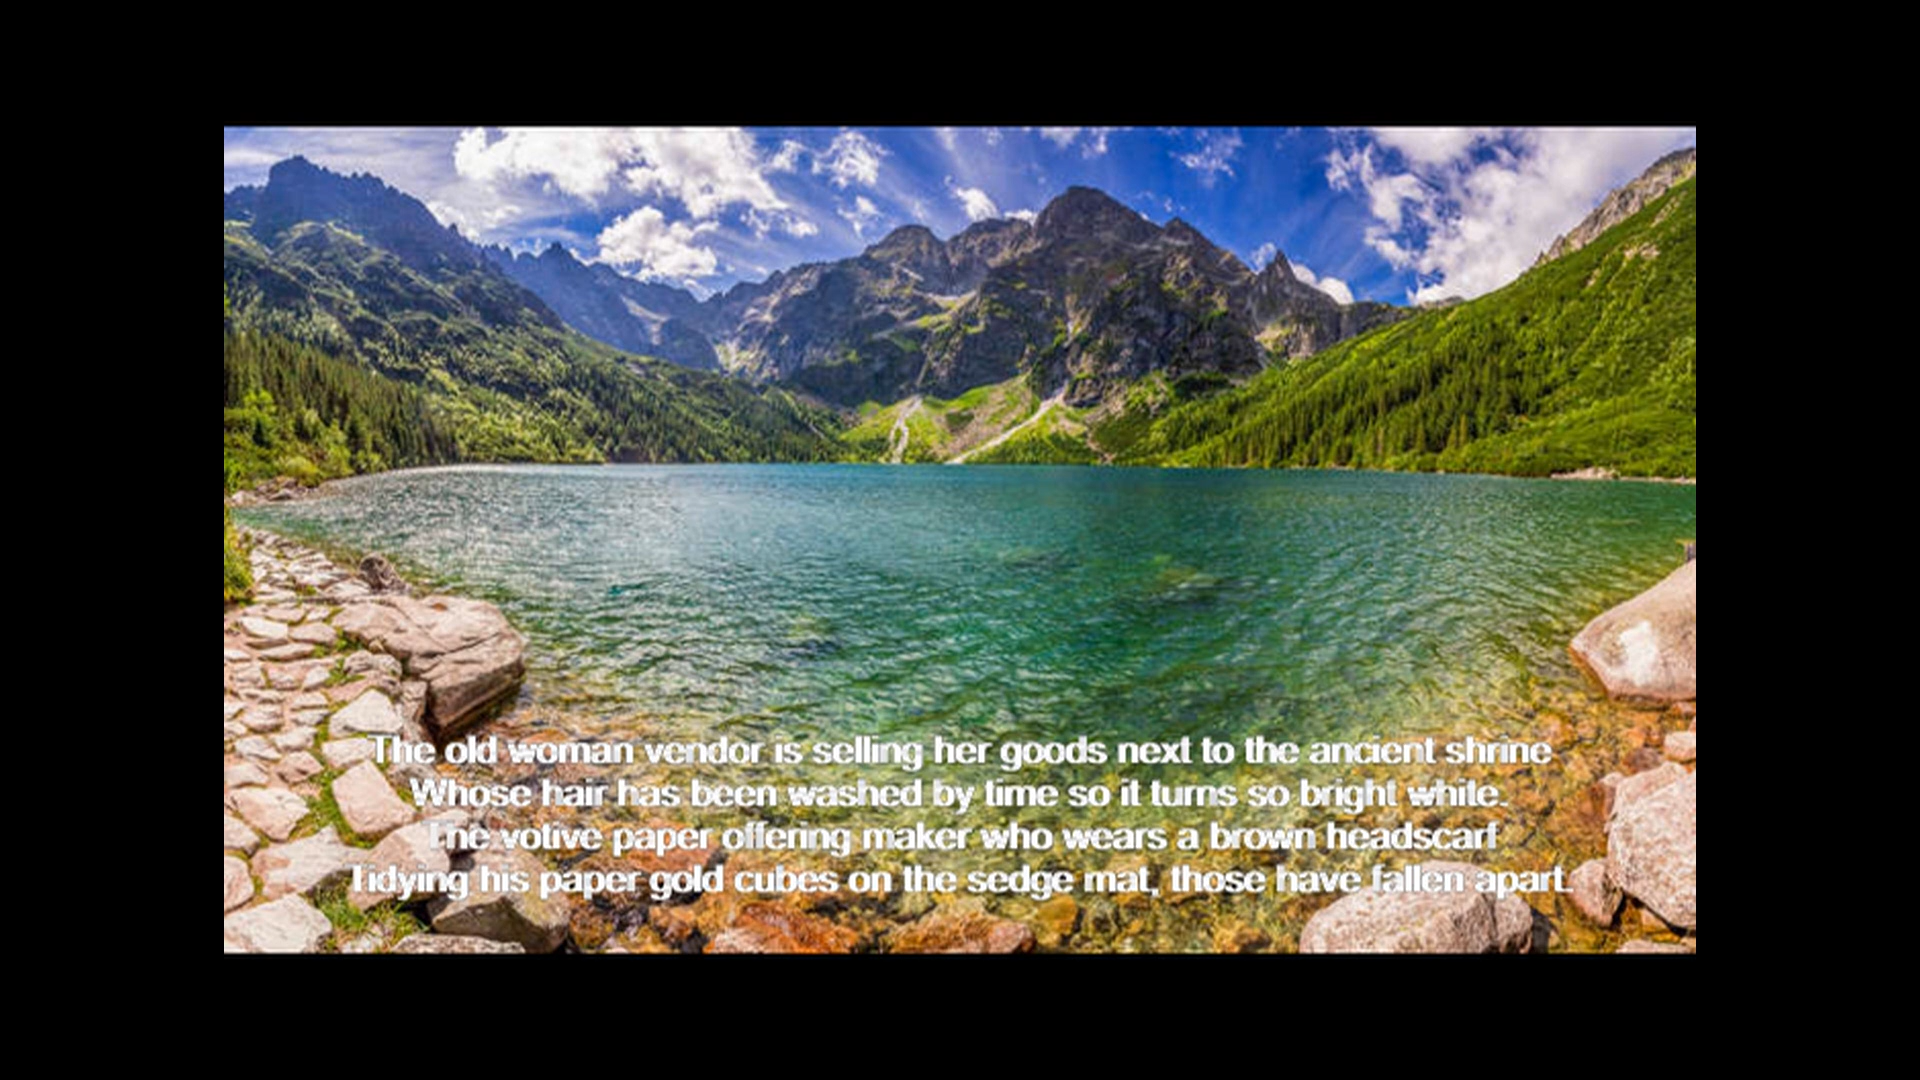 The old woman vendor is selling her goods next to the ancient shrine
Whose hair has been washed by time so it turns so bright white.
The votive paper offering maker who wears a brown headscarf
Tidying his paper gold cubes on the sedge mat, those have fallen apart.